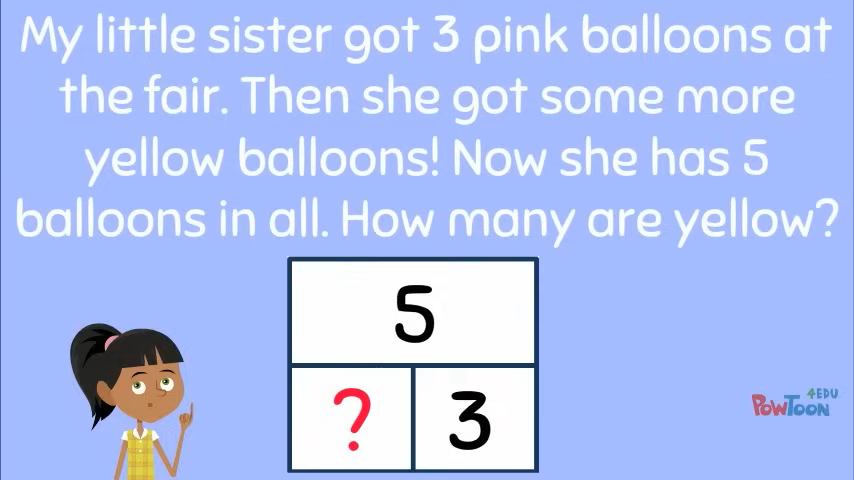 My little sister got 3 pink balloons at
the fair. Then she got some more
yellow balloons! Now she has 5
balloons in all. How many are yellow?
5
? 3
4EDU
PowToon